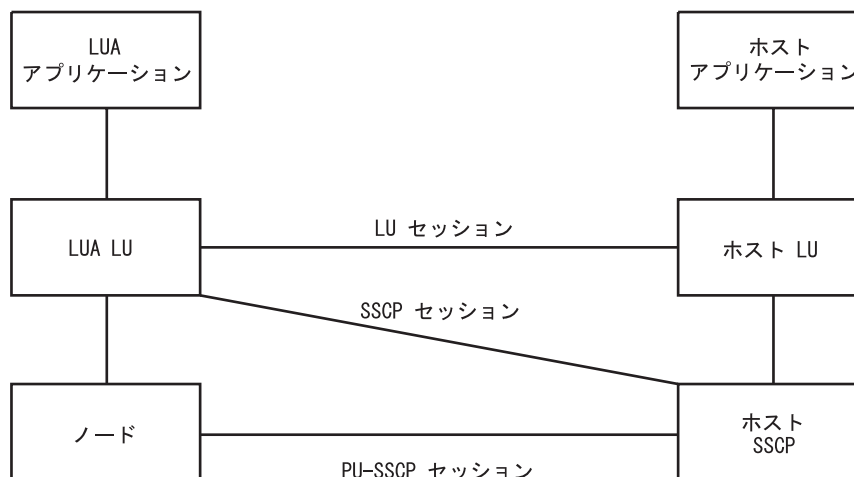 LUA
アプリケーション
ホスト
アプリケーション
LUA LU
LU セッション
ホスト LU
SSCP セッション
ノード
ホスト
SSCP
PU-SSCP セッション